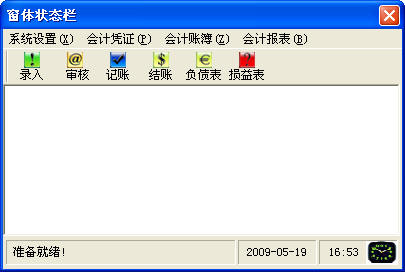 窗体状态栏
系统设置(X) 会计凭证(P) 会计账簿(Z) 会计报表(B)
! @ $ € ?
录入 审核 记账 结账 负债表 损益表
准备就绪! 2009-05-19 16:53